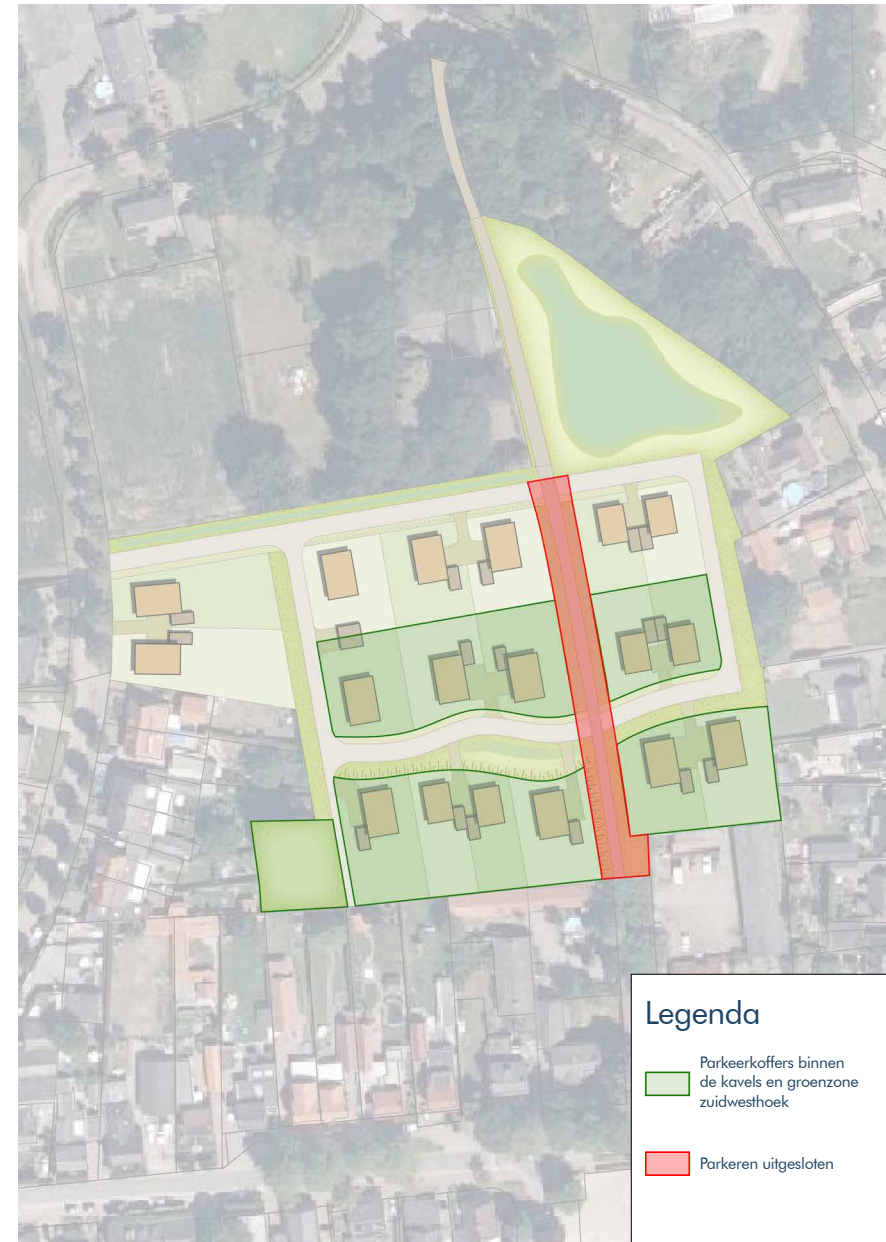 Legenda
Parkeerkoffers binnen
de kavels en groenzone
zuidwesthoek
Parkeren uitgesloten